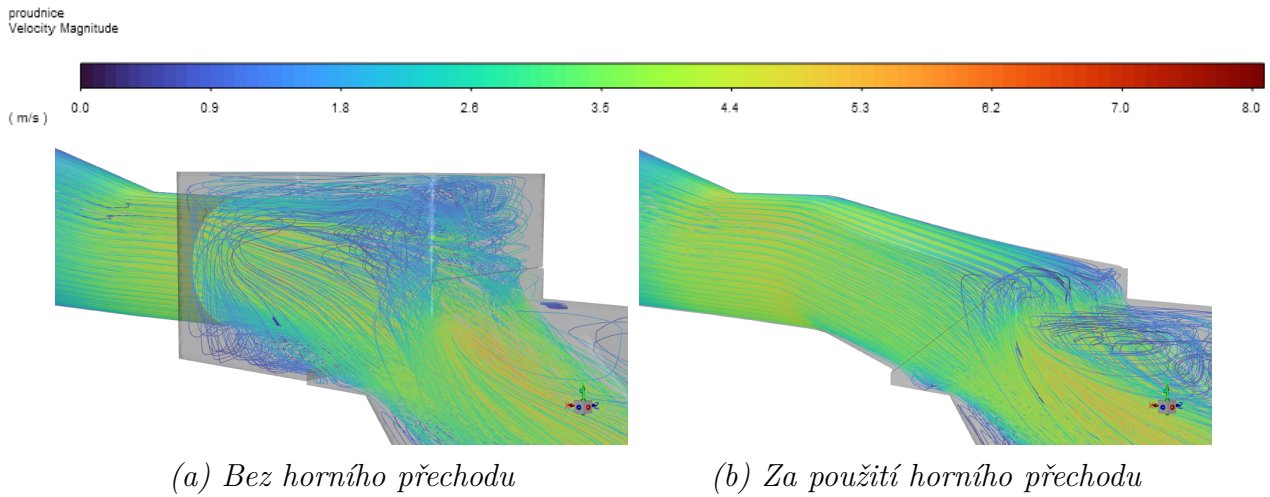 proudnice
Velocity Magnitude
0.0 0.9 1.8 2.6 3.5 4.4 5.3 6.2 7.0 8.0
( m/s )
(a) Bez horního přechodu
(b) Za použití horního přechodu